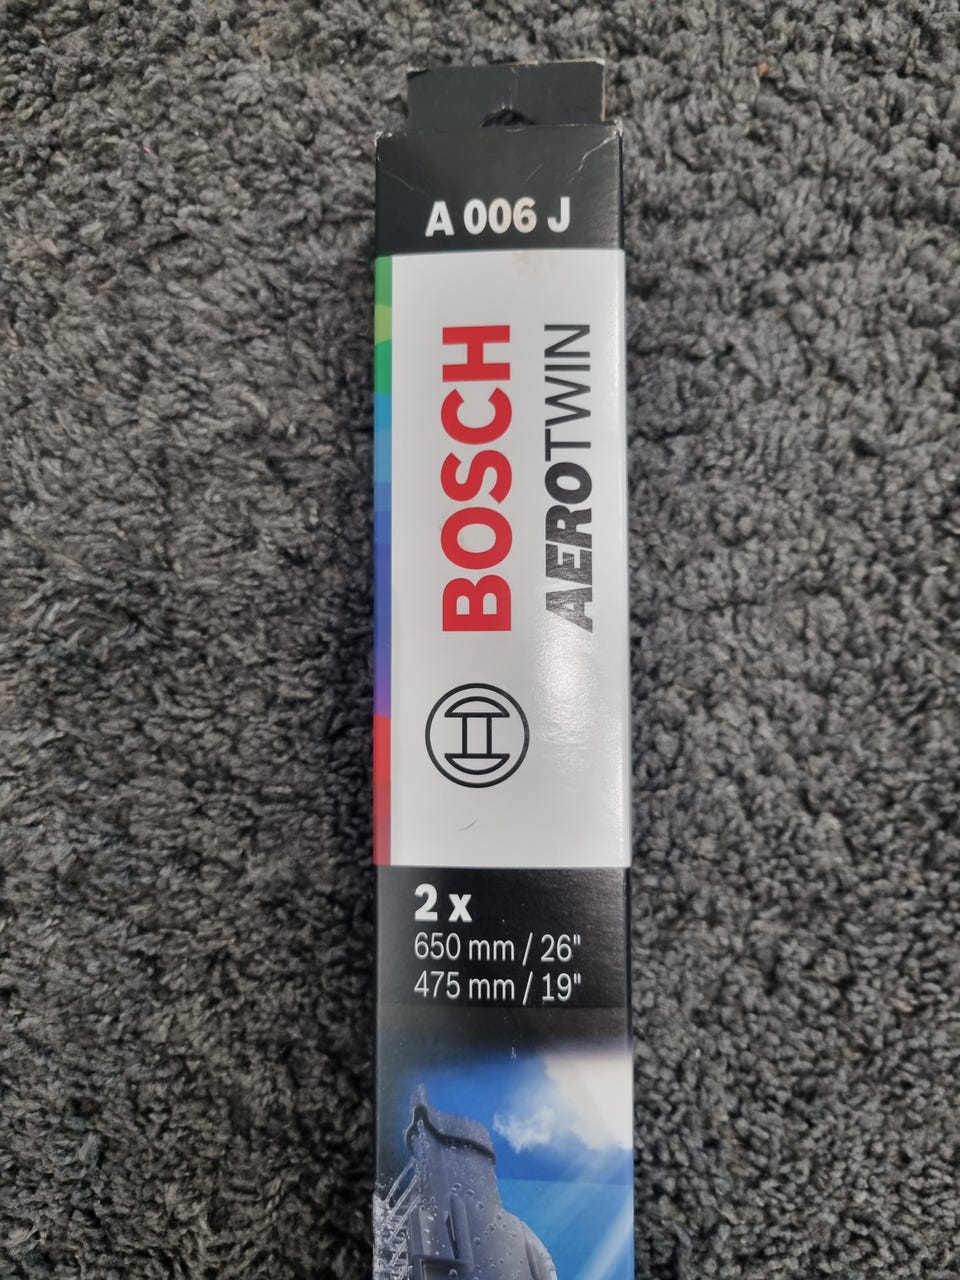 A 006 J
BOSCH
AEROTWIN
2 x
650 mm / 26"
475 mm / 19"